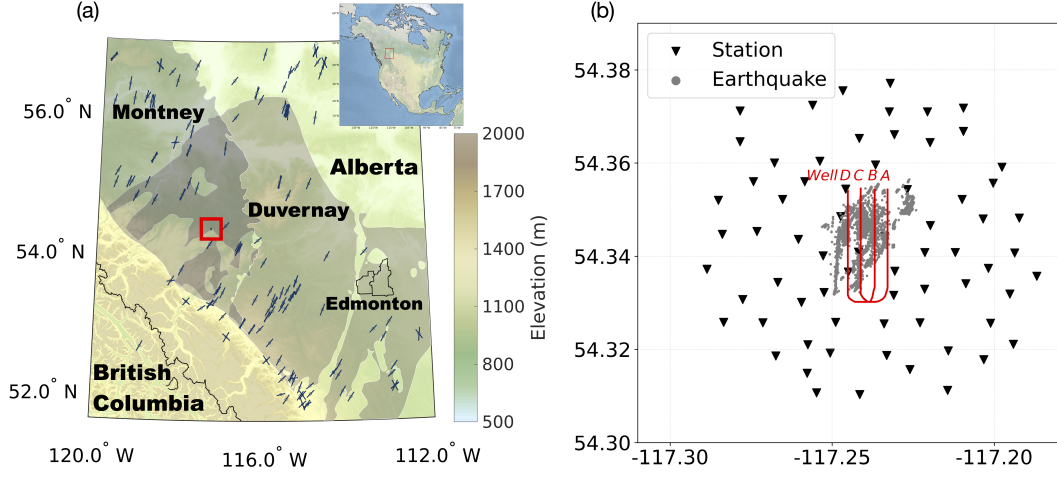 (a)
56.0° N
54.0° N
52.0° N
120.0° W
116.0° W
112.0° W
Montney
Alberta
Duvernay
Edmonton
British
Columbia
2000
1700
1400
1100
800
500
Elevation (m)
(b)
Station
Earthquake
Well D C B A
54.38
54.36
54.34
54.32
54.30
-117.30
-117.25
-117.20